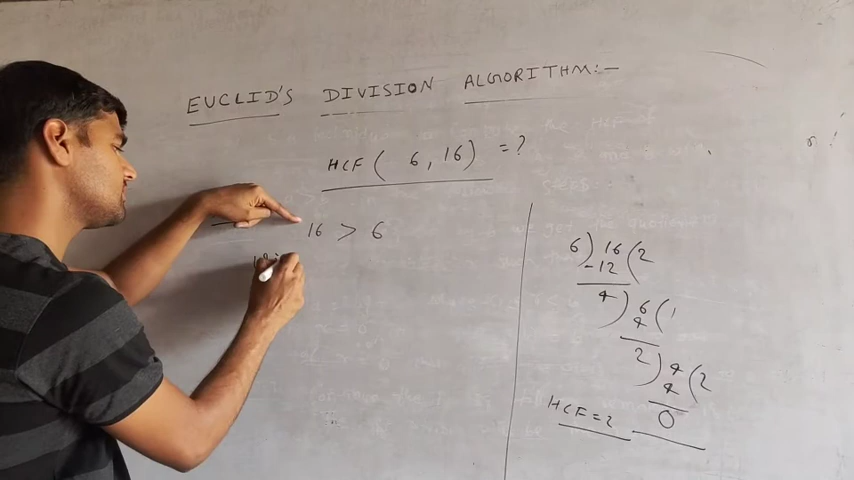 EUCLID'S DIVISION ALGORITHM:-
HCF( 6, 16) = ?
16 > 6
6) 16 (2
-12
4) 6 (1
4
2) 4 (2
4
0
HCF=2